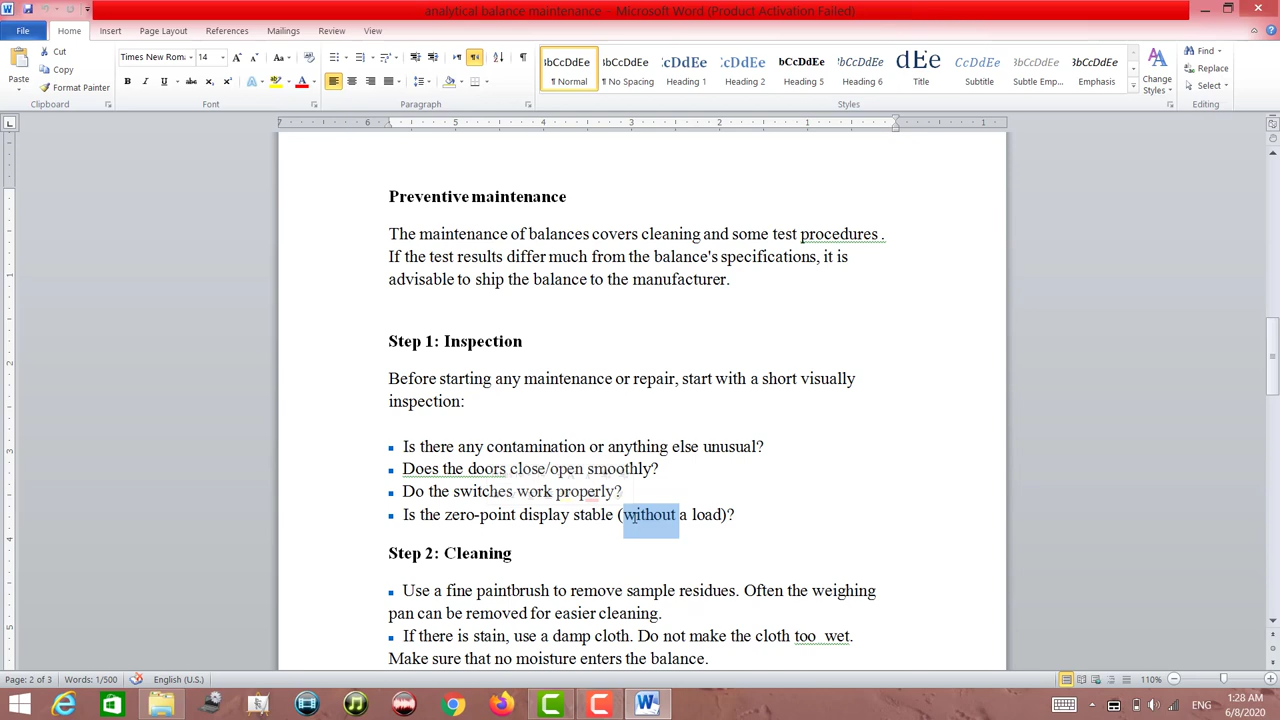 analytical balance maintenance - Microsoft Word (Product Activation Failed)
File Home Insert Page Layout References Mailings Review View
Paste Cut Copy Format Painter
Times New Rom 14
¶ Normal No Spacing Heading 1 Heading 2 Heading 5 Heading 6 Title Subtitle Subtle Emp... Emphasis
Change Styles
Find Replace Select
Clipboard Font Paragraph Styles Editing
7 6 5 4 3 2 1 1
Preventive maintenance
The maintenance of balances covers cleaning and some test procedures .
If the test results differ much from the balance's specifications, it is
advisable to ship the balance to the manufacturer.
Step 1: Inspection
Before starting any maintenance or repair, start with a short visually
inspection:
Is there any contamination or anything else unusual?
Does the doors close/open smoothly?
Do the switches work properly?
Is the zero-point display stable (without a load)?
Step 2: Cleaning
Use a fine paintbrush to remove sample residues. Often the weighing
pan can be removed for easier cleaning.
If there is stain, use a damp cloth. Do not make the cloth too wet.
Make sure that no moisture enters the balance.
Page: 2 of 3 Words: 1/500 English (U.S.) 110%
ENG 1:28 AM
6/8/2020